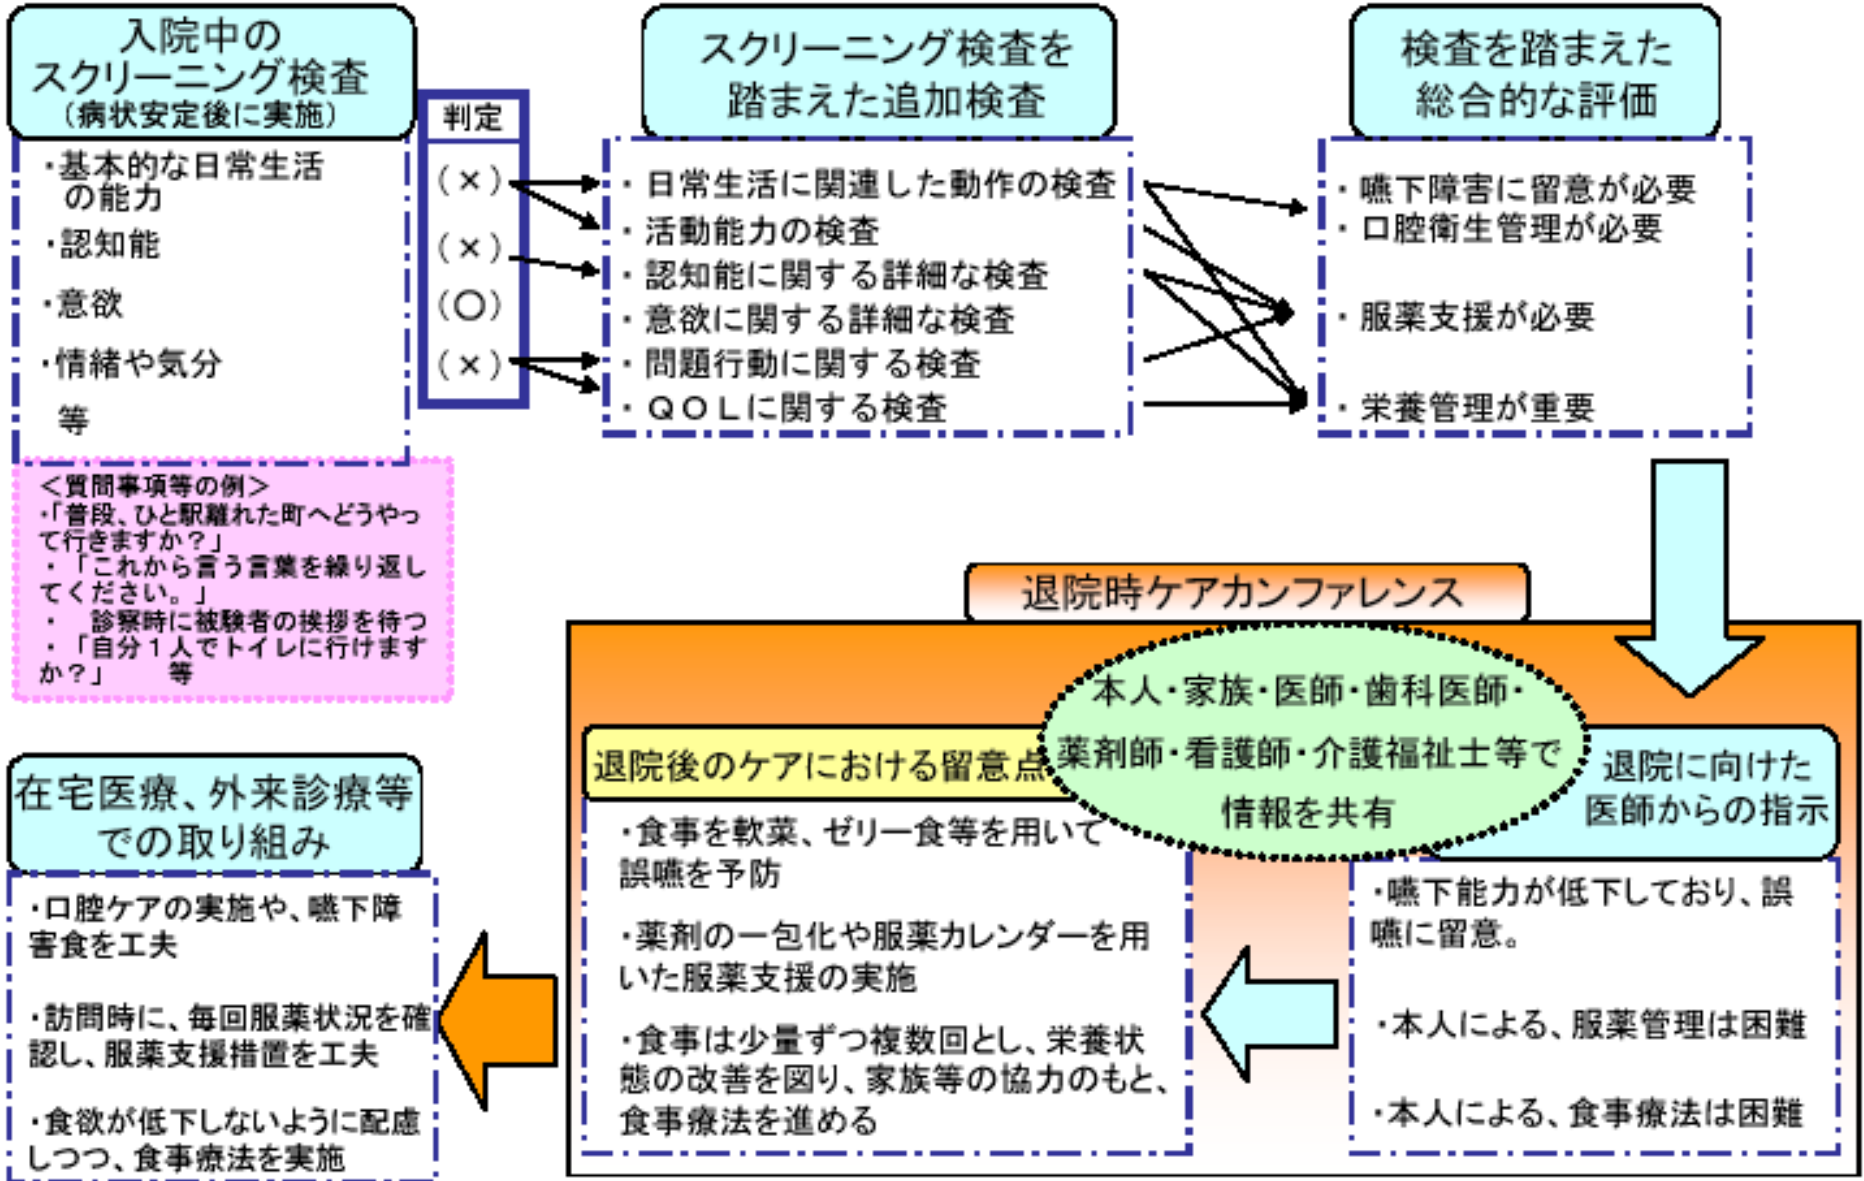 入院中の
スクリーニング検査
（病状安定後に実施）
・基本的な日常生活
の能力
・認知能
・意欲
・情緒や気分
等
判定
（×）
（×）
（○）
（×）
スクリーニング検査を
踏まえた追加検査
・日常生活に関連した動作の検査
・活動能力の検査
・認知能に関する詳細な検査
・意欲に関する詳細な検査
・問題行動に関する検査
・ＱＯＬに関する検査
検査を踏まえた
総合的な評価
・嚥下障害に留意が必要
・口腔衛生管理が必要
・服薬支援が必要
・栄養管理が重要
＜質問事項等の例＞
・「普段、ひと駅離れた町へどうやっ
て行きますか？」
・「これから言う言葉を繰り返し
てください。」
・　診察時に被験者の挨拶を待つ
・「自分１人でトイレに行けます
か？」　　等
退院時ケアカンファレンス
本人・家族・医師・歯科医師・
薬剤師・看護師・介護福祉士等で
情報を共有
退院に向けた
医師からの指示
・嚥下能力が低下しており、誤
嚥に留意。
・本人による、服薬管理は困難
・本人による、食事療法は困難
退院後のケアにおける留意点
・食事を軟菜、ゼリー食等を用いて
誤嚥を予防
・薬剤の一包化や服薬カレンダーを用
いた服薬支援の実施
・食事は少量ずつ複数回とし、栄養状
態の改善を図り、家族等の協力のもと、
食事療法を進める
在宅医療、外来診療等
での取り組み
・口腔ケアの実施や、嚥下障
害食を工夫
・訪問時に、毎回服薬状況を確
認し、服薬支援措置を工夫
・食欲が低下しないように配慮
しつつ、食事療法を実施